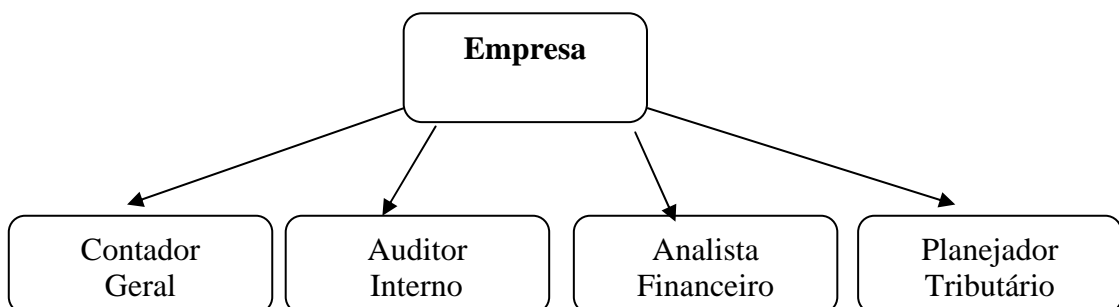 Empresa
Contador
Geral
Auditor
Interno
Analista
Financeiro
Planejador
Tributário